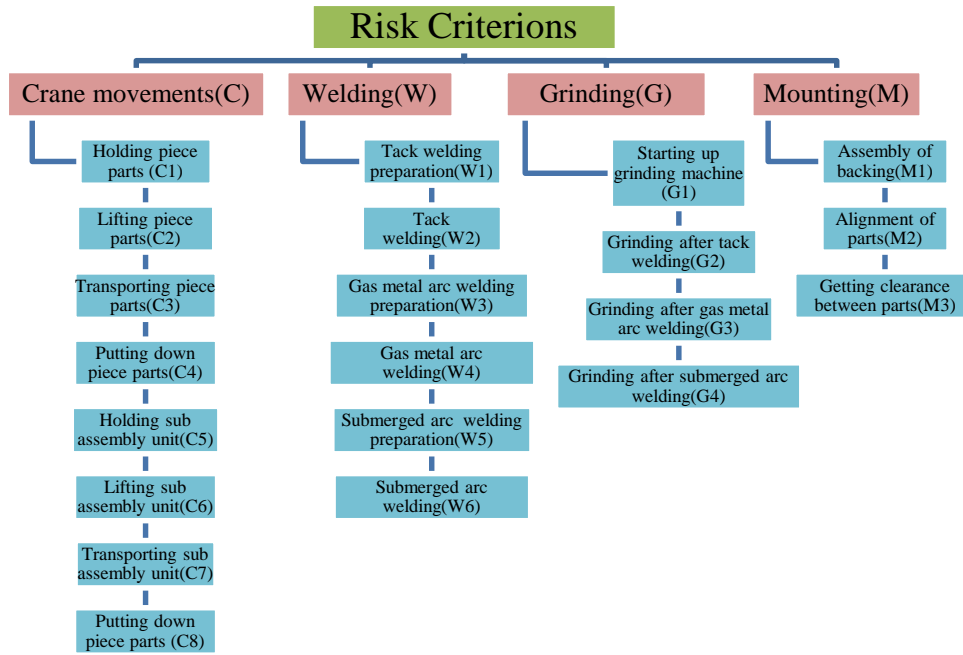 Risk Criterions
Crane movements(C)
Holding piece
parts (C1)
Lifting piece
parts(C2)
Transporting piece
parts(C3)
Putting down
piece parts(C4)
Holding sub
assembly unit(C5)
Lifting sub
assembly unit(C6)
Transporting sub
assembly unit(C7)
Putting down
piece parts (C8)
Welding(W)
Tack welding
preparation(W1)
Tack
welding(W2)
Gas metal arc welding
preparation(W3)
Gas metal arc
welding(W4)
Submerged arc welding
preparation(W5)
Submerged arc
welding(W6)
Grinding(G)
Starting up
grinding machine
(G1)
Grinding after tack
welding(G2)
Grinding after gas metal
arc welding(G3)
Grinding after submerged arc
welding(G4)
Mounting(M)
Assembly of
backing(M1)
Alignment of
parts(M2)
Getting clearance
between parts(M3)